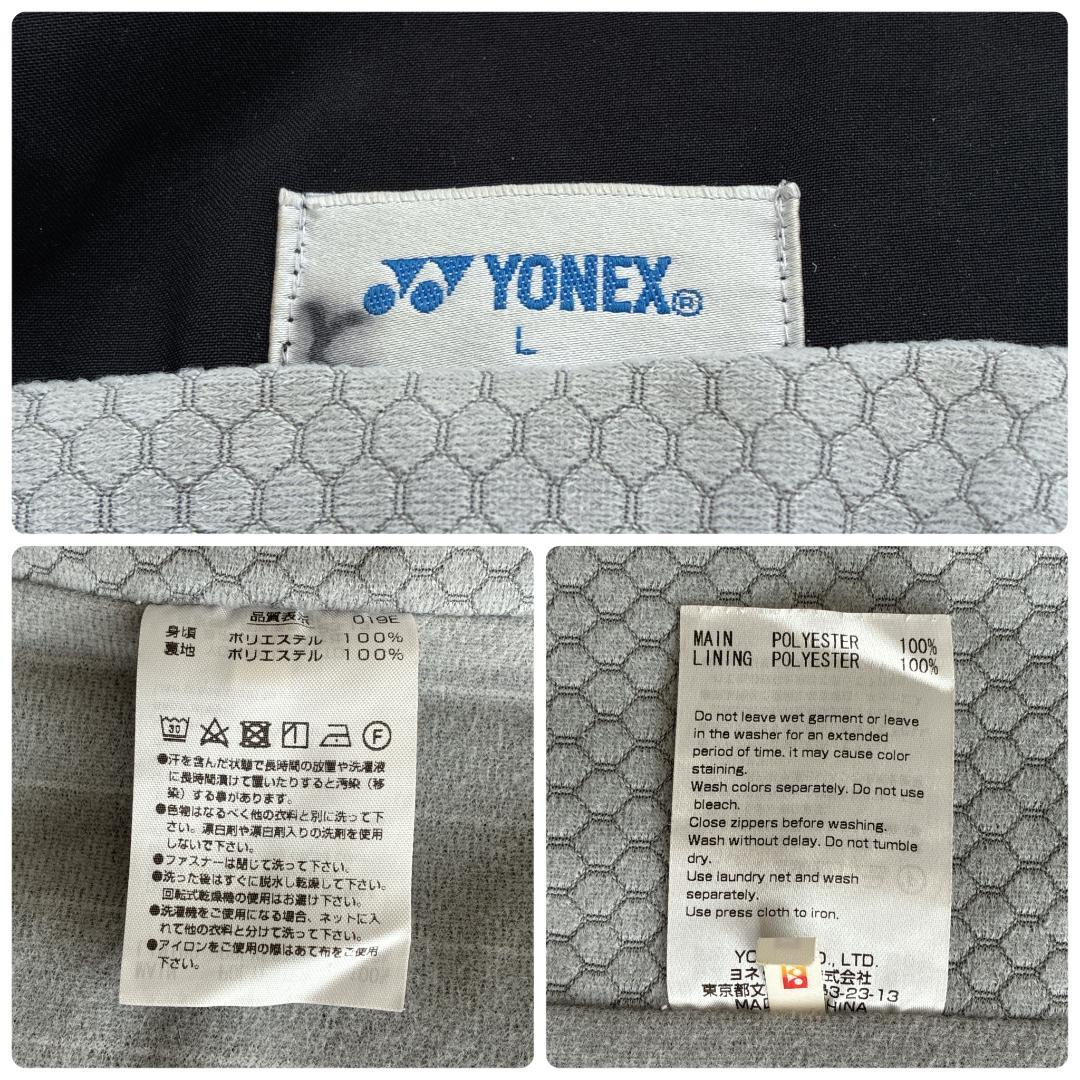 YONEX®
L
品質表示 019E
身頃 ポリエステル 100%
裏地 ポリエステル 100%
30 F
●汗を含んだ状態で長時間の放置や洗濯液
に長時間漬けて置いたりすると汚染（移
染）する事があります。
●色物はなるべく他の衣料と別に洗って下
さい。漂白剤や漂白剤入りの洗剤を使用
しないで下さい。
●ファスナーは閉じて洗って下さい。
●洗った後はすぐに脱水し乾燥して下さい。
回転式乾燥機の使用はお避け下さい。
●洗濯機をご使用になる場合、ネットに入
れて他の衣料と分けて洗って下さい。
●アイロンをご使用の際はあて布をご使用
下さい。
MAIN POLYESTER 100%
LINING POLYESTER 100%
Do not leave wet garment or leave
in the washer for an extended
period of time. it may cause color
staining.
Wash colors separately. Do not use
bleach.
Close zippers before washing.
Wash without delay. Do not tumble
dry.
Use laundry net and wash
separately.
Use press cloth to iron.
LTD.
式会社
東京都文 3-23-13